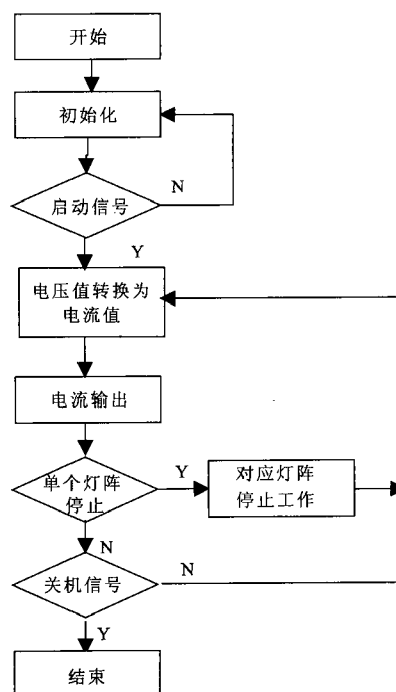 开始
初始化
N
启动信号
Y
电压值转换为
电流值
电流输出
单个灯阵
停止
Y
对应灯阵
停止工作
N
关机信号
N
Y
结束